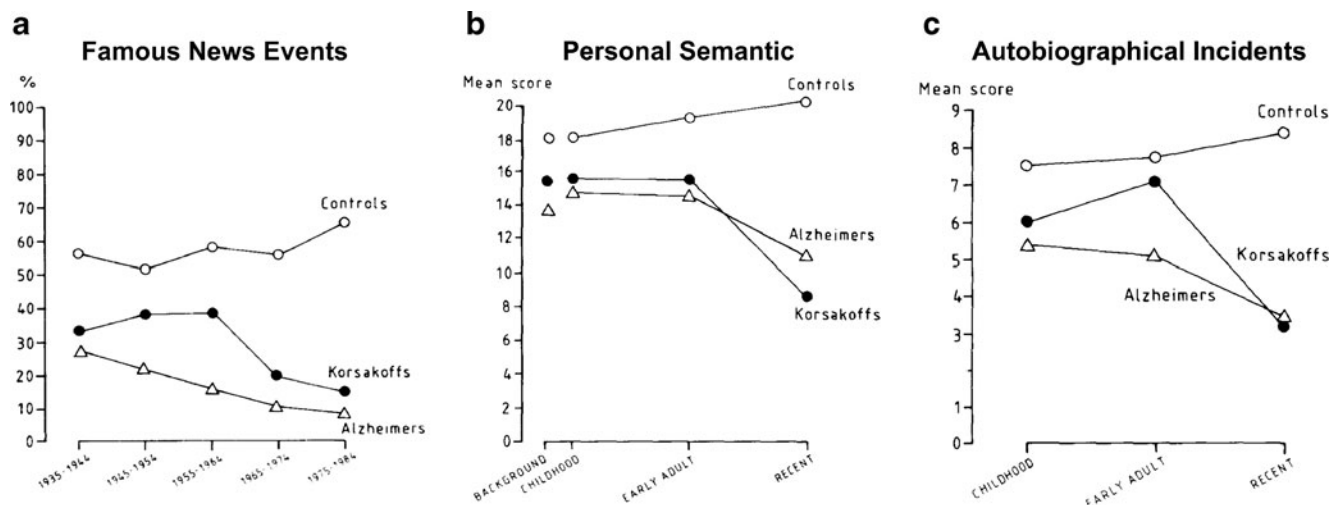 a
Famous News Events
%
100
90
80
70
60
50
40
30
20
10
0
Controls
Korsakoffs
Alzheimers
1935-1944
1945-1954
1955-1964
1965-1974
1975-1984
b
Personal Semantic
Mean score
20
18
16
14
12
10
8
6
4
2
0
Controls
Alzheimers
Korsakoffs
BACKGROUND
CHILDHOOD
EARLY ADULT
RECENT
c
Autobiographical Incidents
Mean score
9
8
7
6
5
4
3
1
0
Controls
Korsakoffs
Alzheimers
CHILDHOOD
EARLY ADULT
RECENT